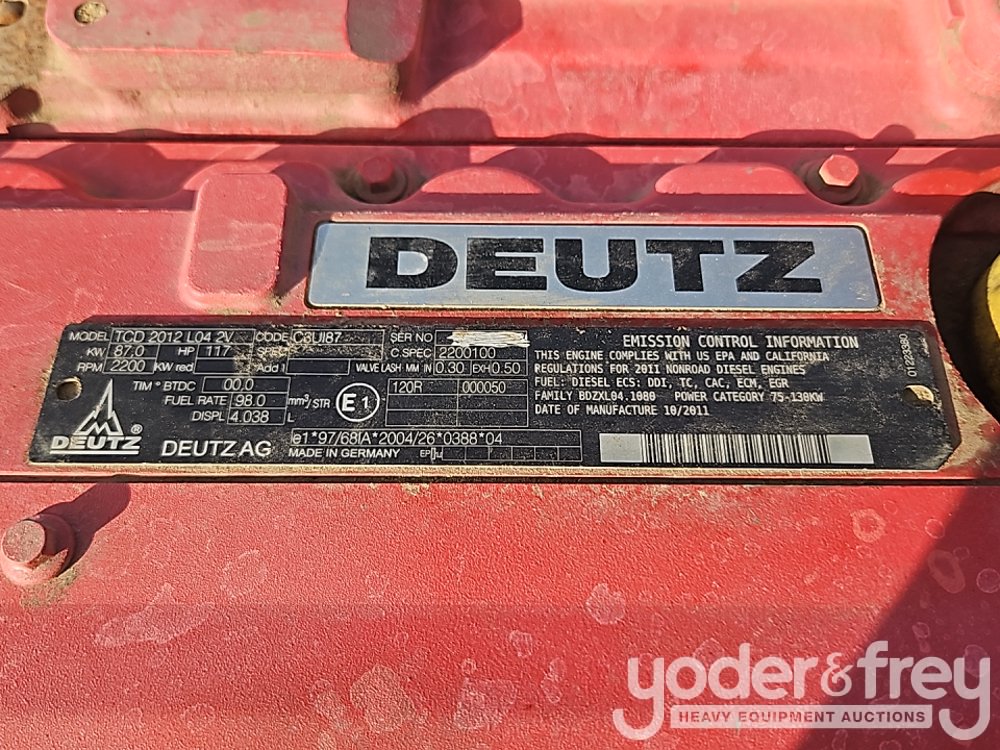 DEUTZ
MODEL TCD 2012 L04 2V CODE C3UI87 SER NO
KW 87.0 HP 117 C.SPEC 2200100
RPM 2200 KW red Add 1 VALVE LASH MM IN 0.30 EXH 0.50
TIM ° BTDC 00.0 120R 000050
FUEL RATE 98.0 mm³/STR E1
DISPL 4.038 L
DEUTZ ® DEUTZ AG e1*97/68IA*2004/26*0388*04
MADE IN GERMANY EPA
EMISSION CONTROL INFORMATION
THIS ENGINE COMPLIES WITH US EPA AND CALIFORNIA
REGULATIONS FOR 2011 NONROAD DIESEL ENGINES
FUEL: DIESEL ECS: DDI, TC, CAC, ECM, EGR
FAMILY BDZXL04.1080 POWER CATEGORY 75-130KW
DATE OF MANUFACTURE 10/2011
01223380
yoder&frey
HEAVY EQUIPMENT AUCTIONS